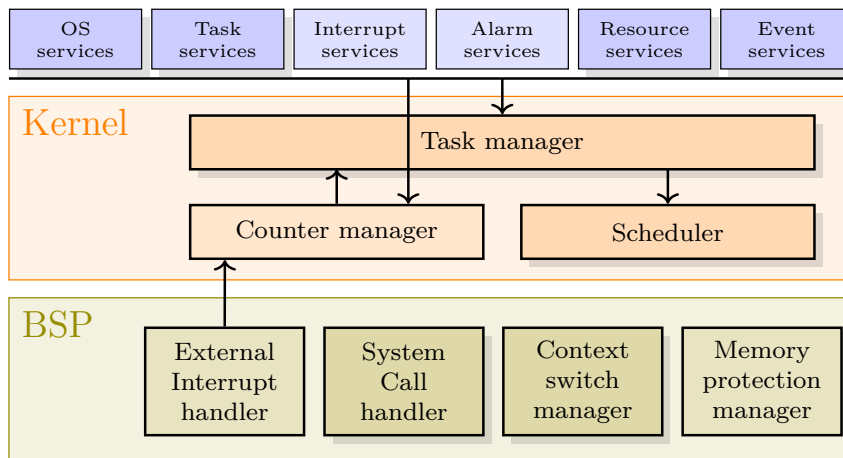 OS
services
Task
services
Interrupt
services
Alarm
services
Resource
services
Event
services
Kernel
Task manager
Counter manager
Scheduler
BSP
External
Interrupt
handler
System
Call
handler
Context
switch
manager
Memory
protection
manager